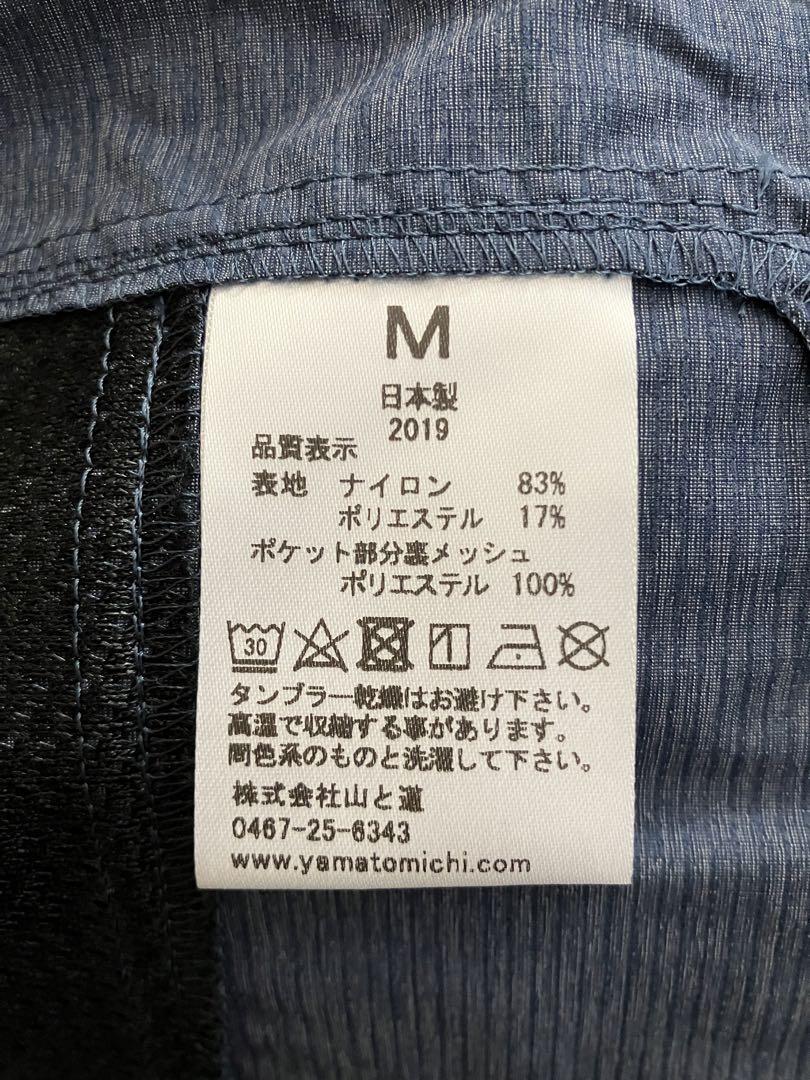 M
日本製
2019
品質表示
表地 ナイロン 83%
ポリエステル 17%
ポケット部分裏メッシュ
ポリエステル 100%
30
タンブラー乾燥はお避け下さい。
高温で収縮する事があります。
同色系のものと洗濯して下さい。
株式会社山と道
0467-25-6343
www.yamatomichi.com